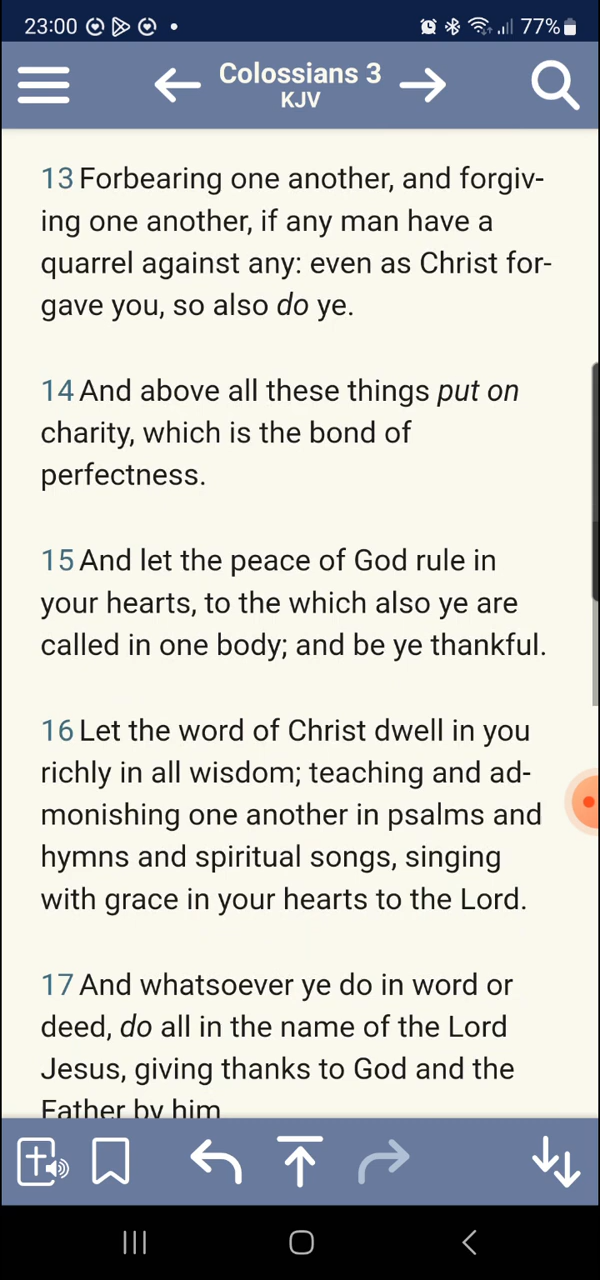 23:00 77%
Colossians 3
KJV
13 Forbearing one another, and forgiv-
ing one another, if any man have a
quarrel against any: even as Christ for-
gave you, so also do ye.
14 And above all these things put on
charity, which is the bond of
perfectness.
15 And let the peace of God rule in
your hearts, to the which also ye are
called in one body; and be ye thankful.
16 Let the word of Christ dwell in you
richly in all wisdom; teaching and ad-
monishing one another in psalms and
hymns and spiritual songs, singing
with grace in your hearts to the Lord.
17 And whatsoever ye do in word or
deed, do all in the name of the Lord
Jesus, giving thanks to God and the
Father by him